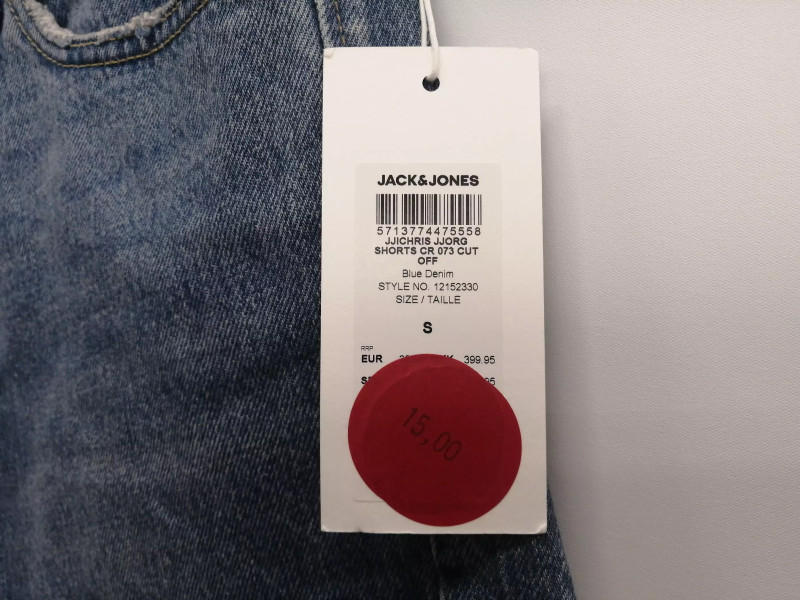 JACK&JONES
5713774475558
JJICHRIS JJORG
SHORTS CR 073 CUT
OFF
Blue Denim
STYLE NO. 12152330
SIZE / TAILLE
S
RRP
EUR 399.95
15,00